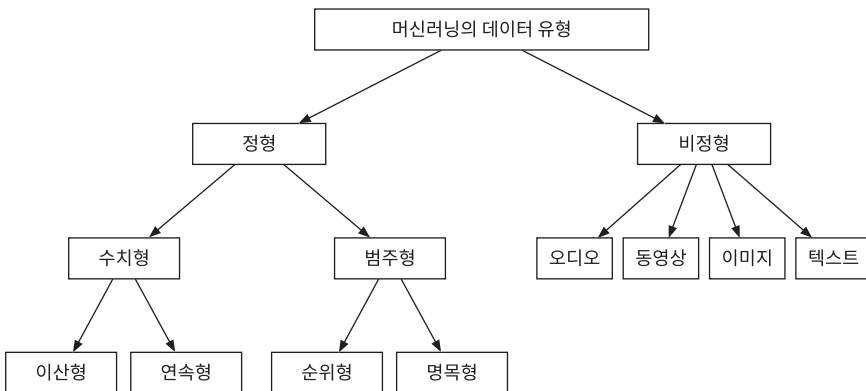 머신러닝의 데이터 유형
정형
비정형
수치형
범주형
오디오
동영상
이미지
텍스트
이산형
연속형
순위형
명목형